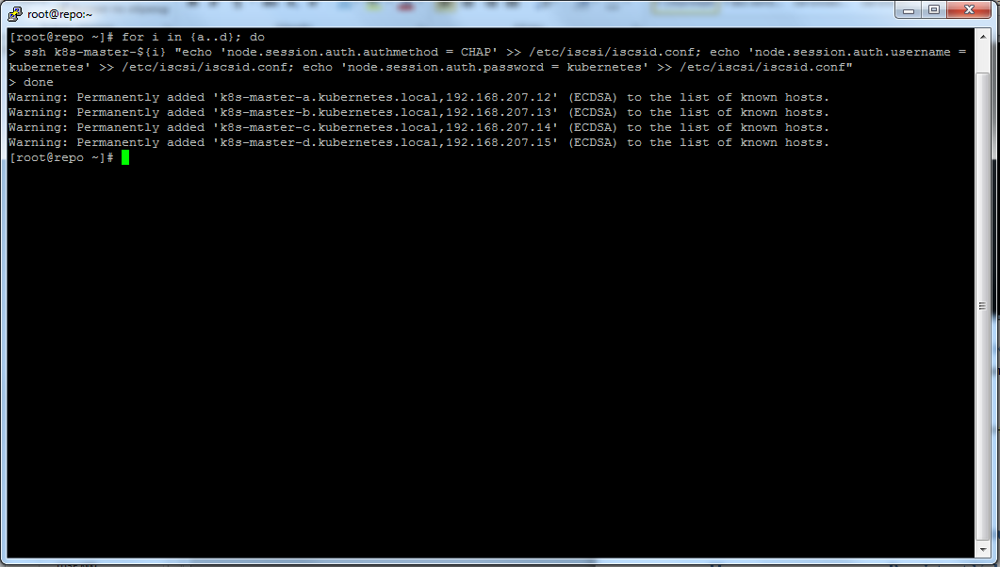 root@repo:~
[root@repo ~]# for i in {a..d}; do
> ssh k8s-master-${i} "echo 'node.session.auth.authmethod = CHAP' >> /etc/iscsi/iscsid.conf; echo 'node.session.auth.username =
kubernetes' >> /etc/iscsi/iscsid.conf; echo 'node.session.auth.password = kubernetes' >> /etc/iscsi/iscsid.conf"
> done
Warning: Permanently added 'k8s-master-a.kubernetes.local,192.168.207.12' (ECDSA) to the list of known hosts.
Warning: Permanently added 'k8s-master-b.kubernetes.local,192.168.207.13' (ECDSA) to the list of known hosts.
Warning: Permanently added 'k8s-master-c.kubernetes.local,192.168.207.14' (ECDSA) to the list of known hosts.
Warning: Permanently added 'k8s-master-d.kubernetes.local,192.168.207.15' (ECDSA) to the list of known hosts.
[root@repo ~]#